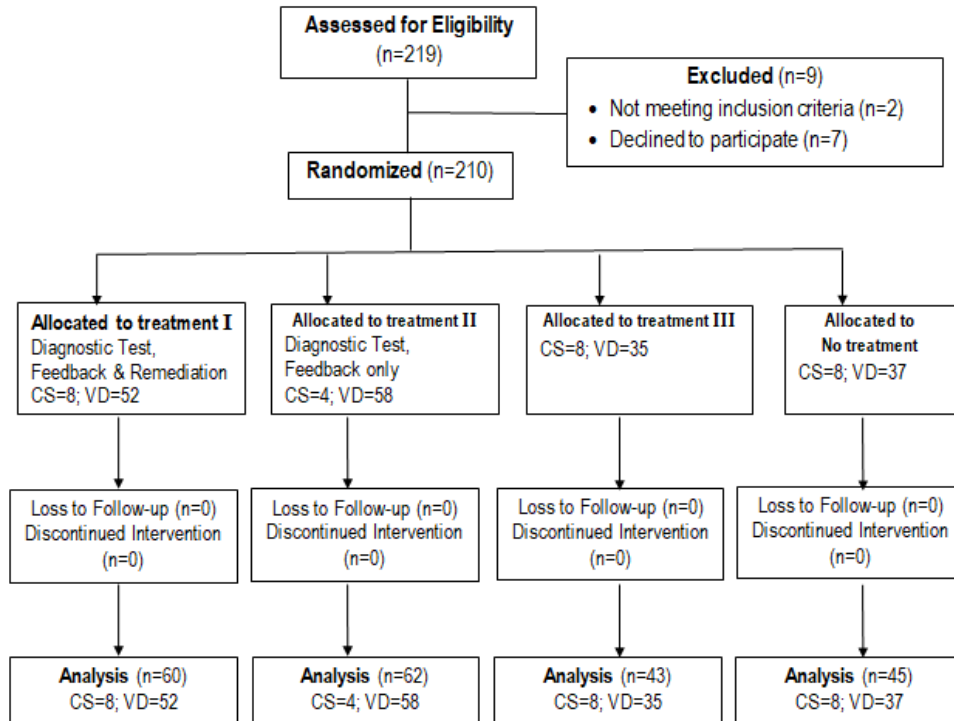 Assessed for Eligibility
(n=219)
Excluded (n=9)
• Not meeting inclusion criteria (n=2)
• Declined to participate (n=7)
Randomized (n=210)
Allocated to treatment I
Diagnostic Test,
Feedback & Remediation
CS=8; VD=52
Allocated to treatment II
Diagnostic Test,
Feedback only
CS=4; VD=58
Allocated to treatment III
CS=8; VD=35
Allocated to
No treatment
CS=8; VD=37
Loss to Follow-up (n=0)
Discontinued Intervention
(n=0)
Loss to Follow-up (n=0)
Discontinued Intervention
(n=0)
Loss to Follow-up (n=0)
Discontinued Intervention
(n=0)
Loss to Follow-up (n=0)
Discontinued Intervention
(n=0)
Analysis (n=60)
CS=8; VD=52
Analysis (n=62)
CS=4; VD=58
Analysis (n=43)
CS=8; VD=35
Analysis (n=45)
CS=8; VD=37